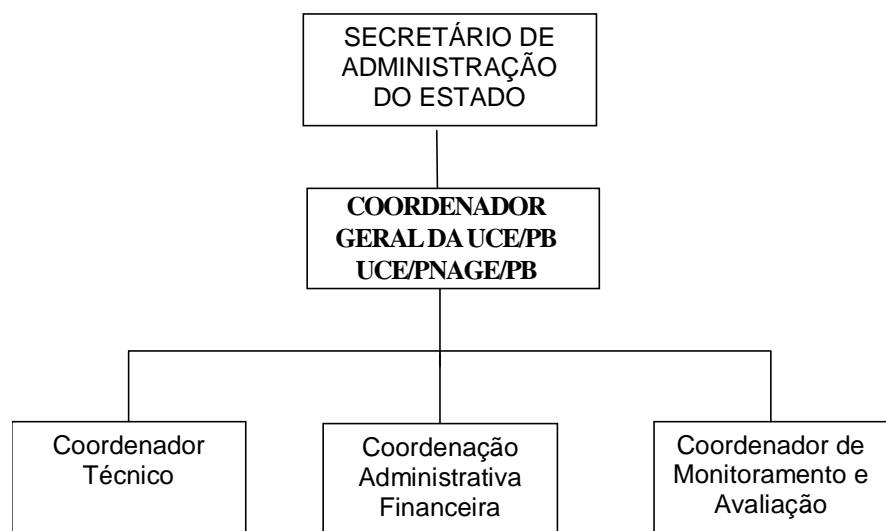 SECRETÁRIO DE
ADMINISTRAÇÃO
DO ESTADO
COORDENADOR
GERAL DA UCE/PB
UCE/PNAGE/PB
Coordenador
Técnico
Coordenação
Administrativa
Financeira
Coordenador de
Monitoramento e
Avaliação